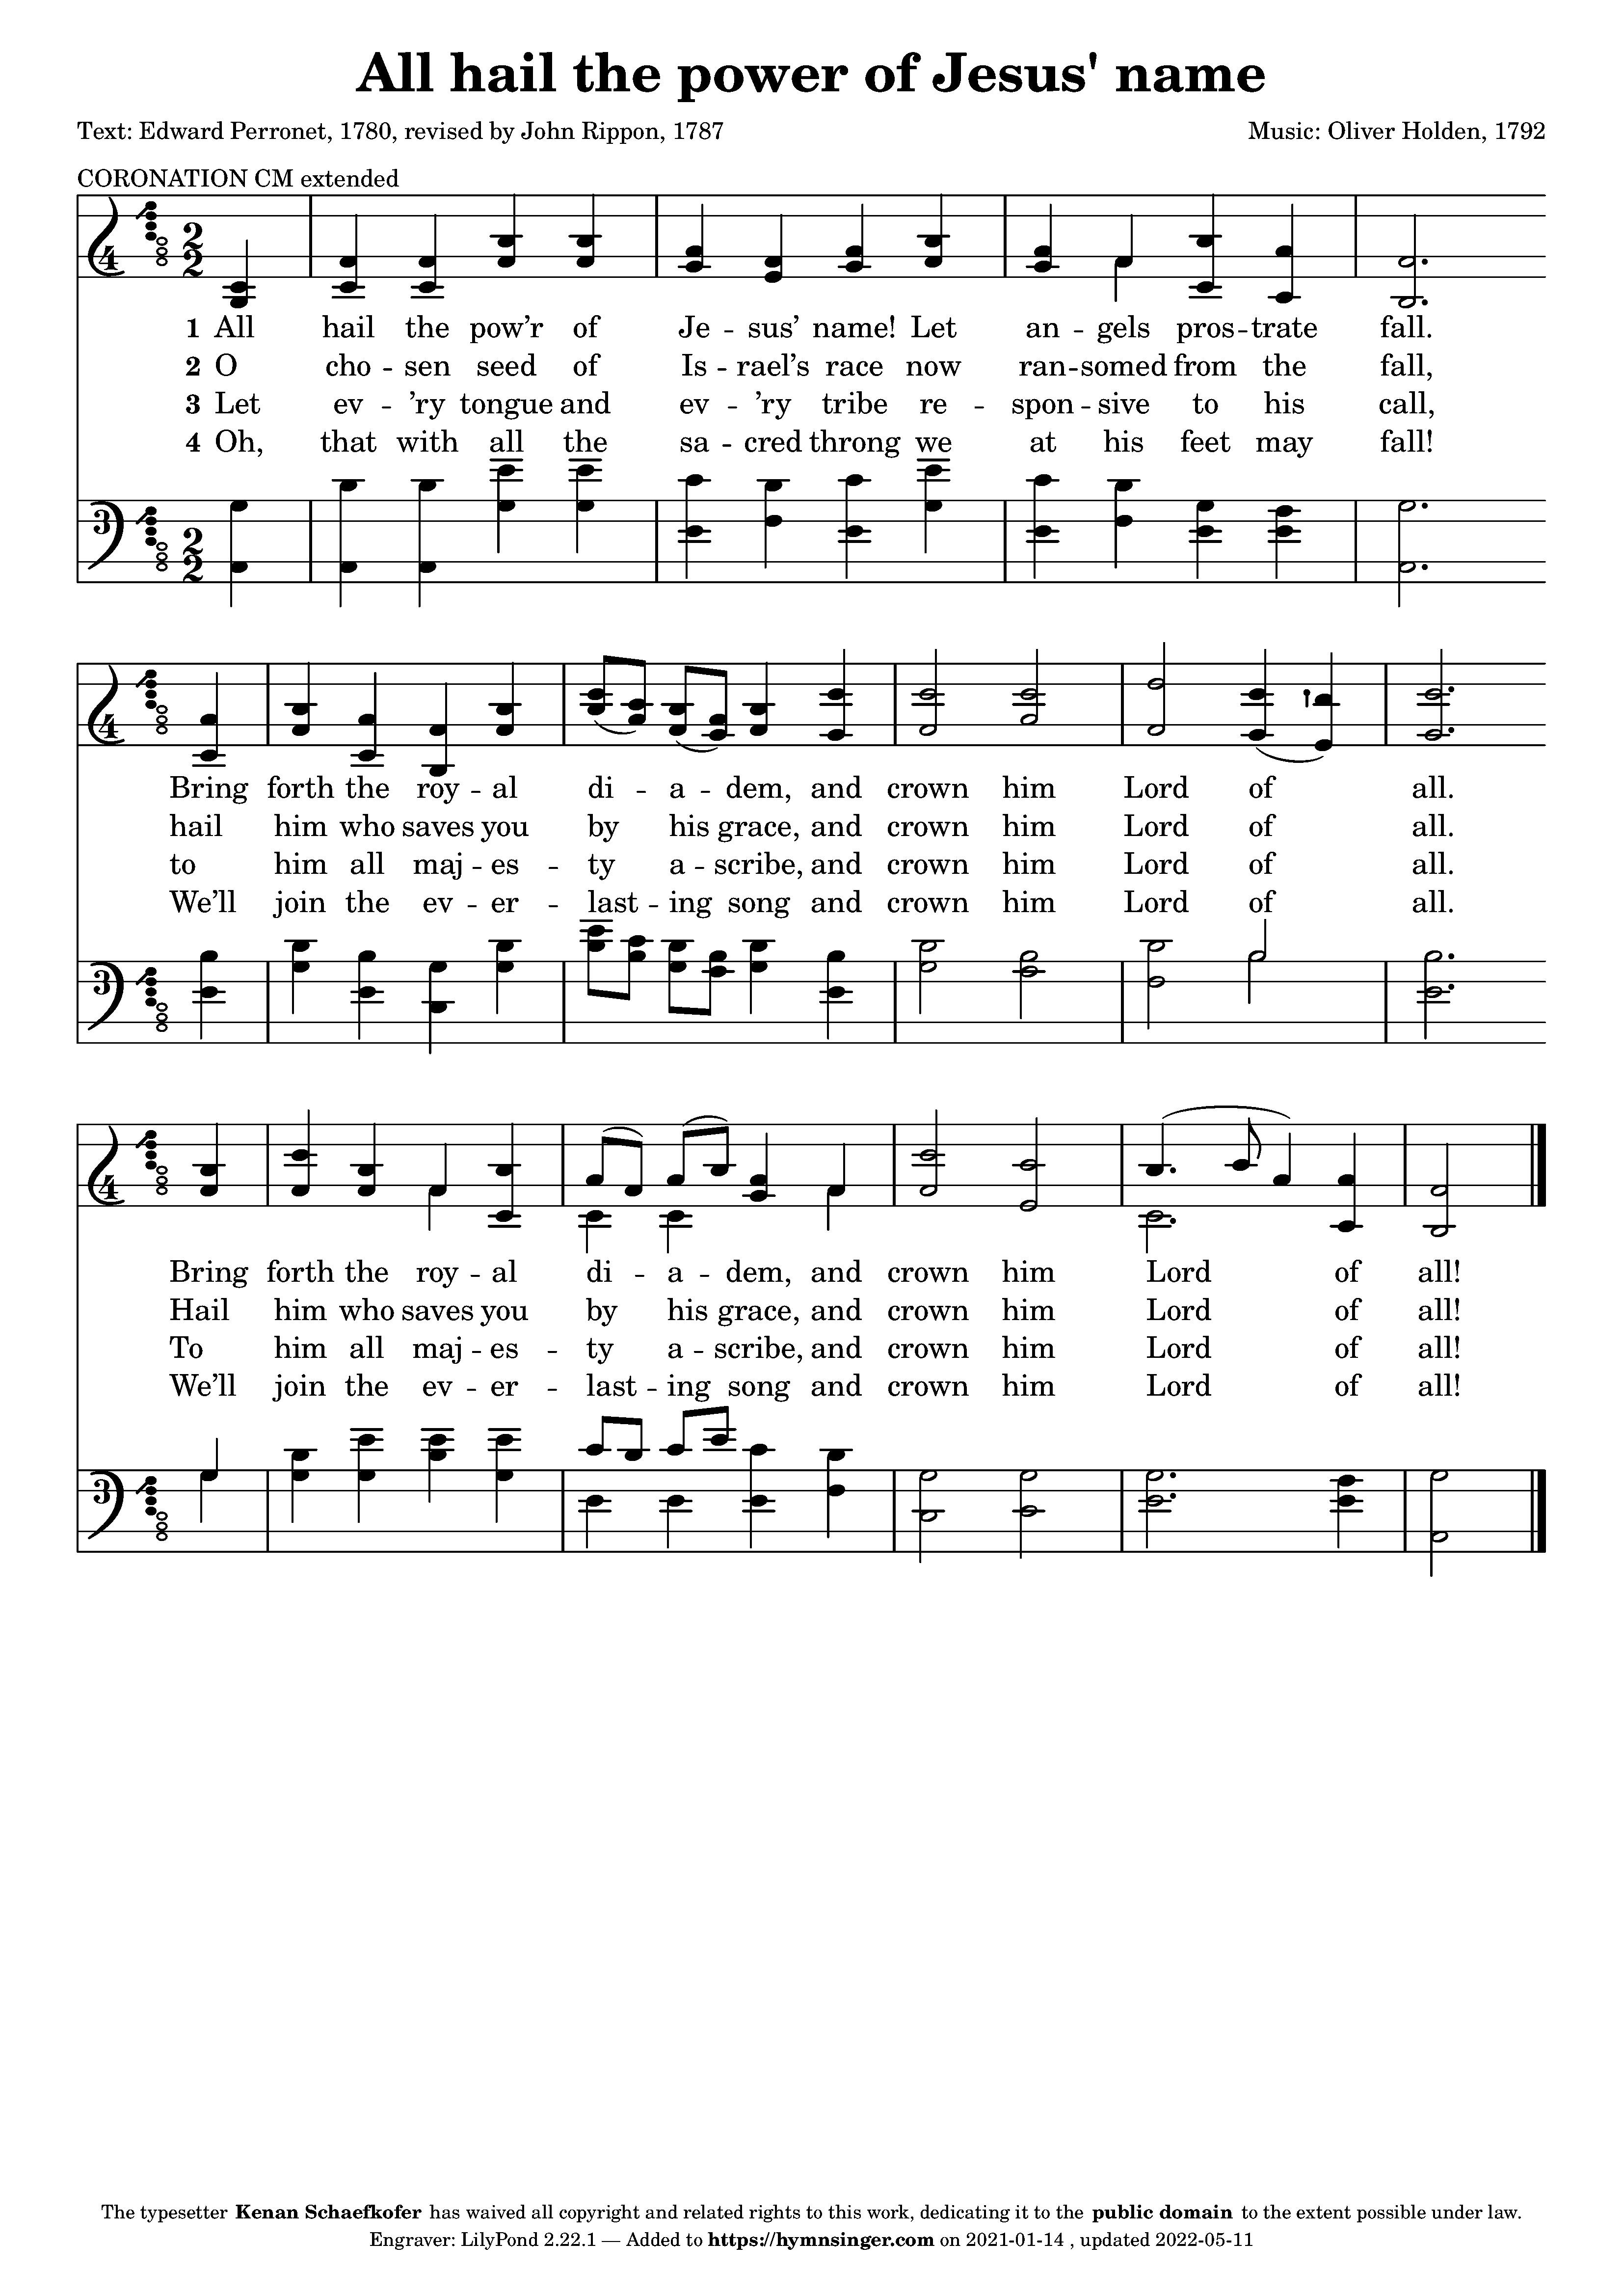 All hail the power of Jesus' name
Text: Edward Perronet, 1780, revised by John Rippon, 1787 Music: Oliver Holden, 1792
CORONATION CM extended
4 2 2
1 All hail the pow’r of Je -- sus’ name! Let an -- gels pros -- trate fall.
2 O cho -- sen seed of Is -- rael’s race now ran -- somed from the fall,
3 Let ev -- ’ry tongue and ev -- ’ry tribe re -- spon -- sive to his call,
4 Oh, that with all the sa -- cred throng we at his feet may fall!
3 2 2
4
Bring forth the roy -- al di -- a -- dem, and crown him Lord of all.
hail him who saves you by his grace, and crown him Lord of all.
to him all maj -- es -- ty a -- scribe, and crown him Lord of all.
We’ll join the ev -- er -- last -- ing song and crown him Lord of all.
3
4
Bring forth the roy -- al di -- a -- dem, and crown him Lord of all!
Hail him who saves you by his grace, and crown him Lord of all!
To him all maj -- es -- ty a -- scribe, and crown him Lord of all!
We’ll join the ev -- er -- last -- ing song and crown him Lord of all!
3
The typesetter Kenan Schaefkofer has waived all copyright and related rights to this work, dedicating it to the public domain to the extent possible under law.
Engraver: LilyPond 2.22.1 — Added to https://hymnsinger.com on 2021-01-14 , updated 2022-05-11